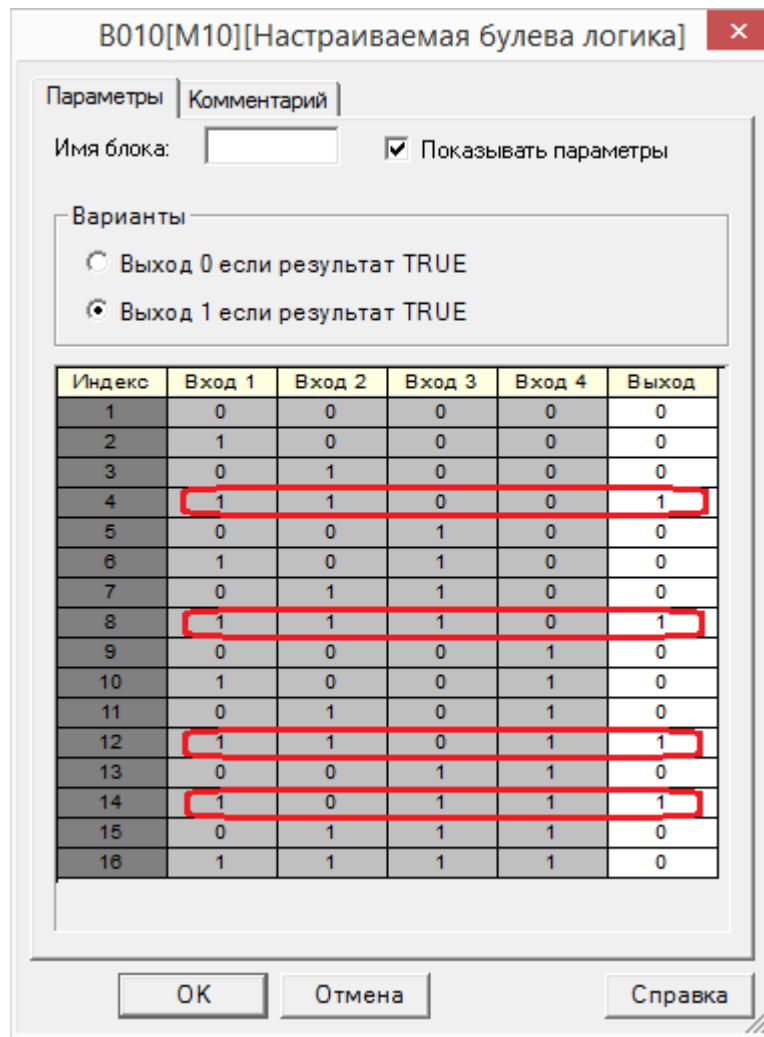 B010[M10][Настраиваемая булева логика]
Параметры Комментарий
Имя блока: Показывать параметры
Варианты
Выход 0 если результат TRUE
Выход 1 если результат TRUE
Индекс Вход 1 Вход 2 Вход 3 Вход 4 Выход
1 0 0 0 0 0
2 1 0 0 0 0
3 0 1 0 0 0
4 1 1 0 0 1
5 0 0 1 0 0
6 1 0 1 0 0
7 0 1 1 0 0
8 1 1 1 0 1
9 0 0 0 1 0
10 1 0 0 1 0
11 0 1 0 1 0
12 1 1 0 1 1
13 0 0 1 1 0
14 1 0 1 1 1
15 0 1 1 1 0
16 1 1 1 1 0
OK Отмена Справка